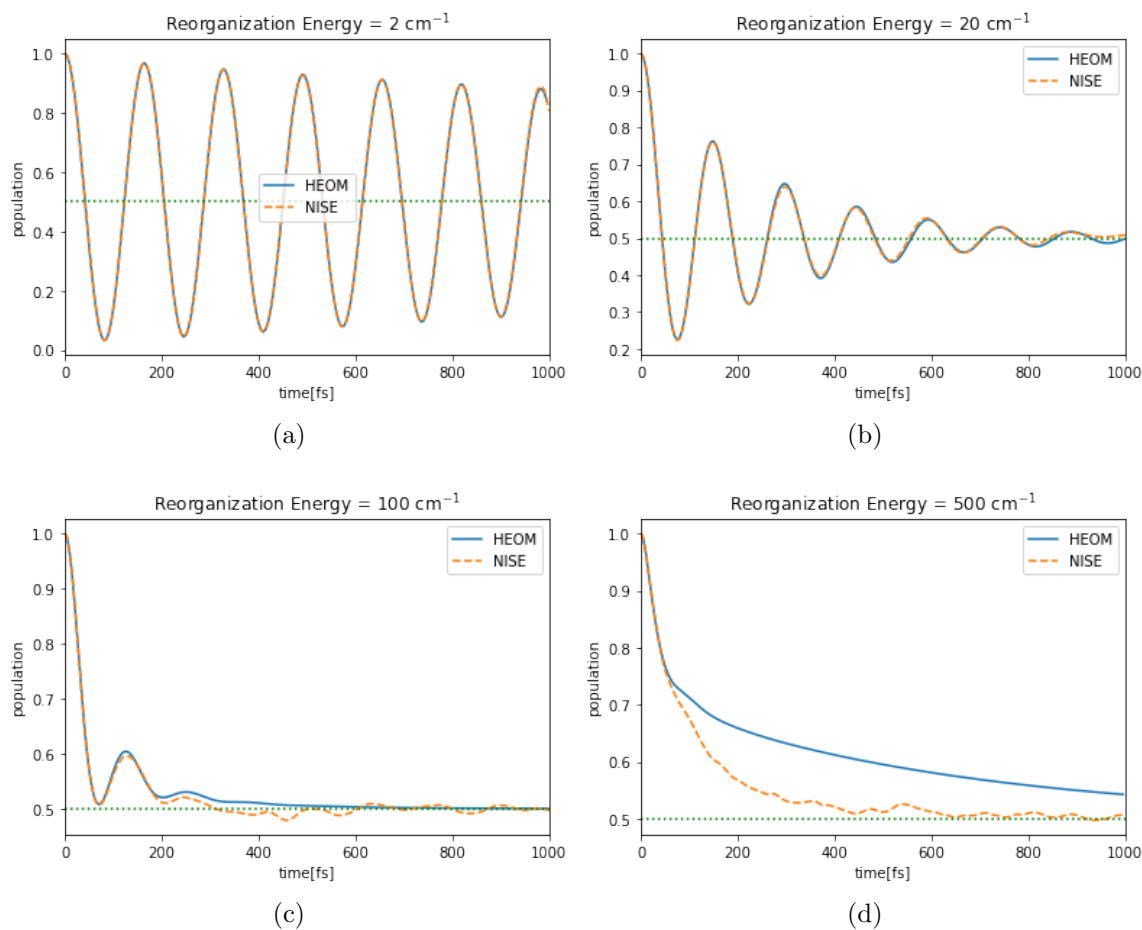 Reorganization Energy = 2 cm⁻¹
1.0
0.8
0.6
0.4
0.2
0.0
population
HEOM
NISE
0 200 400 600 800 1000
time[fs]
(a)
Reorganization Energy = 20 cm⁻¹
1.0
0.9
0.8
0.7
0.6
0.5
0.4
0.3
0.2
population
HEOM
NISE
0 200 400 600 800 1000
time[fs]
(b)
Reorganization Energy = 100 cm⁻¹
1.0
0.9
0.8
0.7
0.6
0.5
population
HEOM
NISE
0 200 400 600 800 1000
time[fs]
(c)
Reorganization Energy = 500 cm⁻¹
1.0
0.9
0.8
0.7
0.6
0.5
population
HEOM
NISE
0 200 400 600 800 1000
time[fs]
(d)